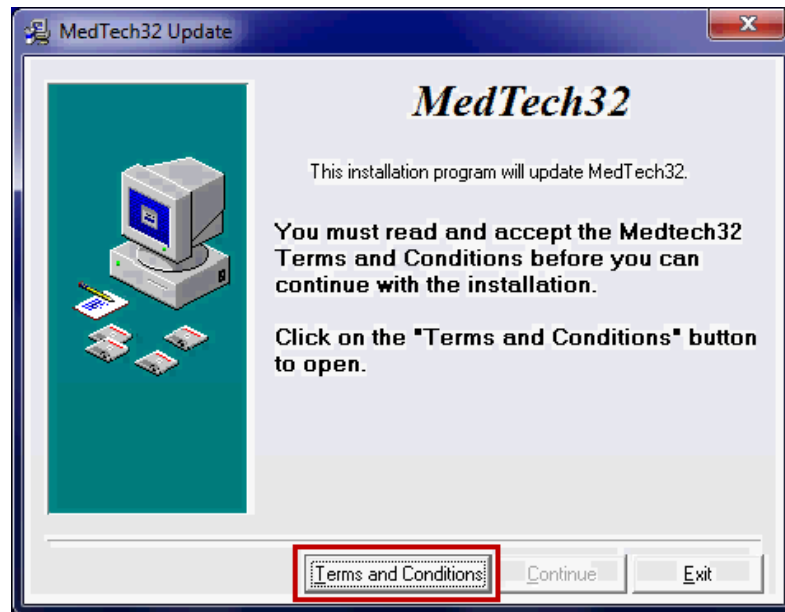 MedTech32 Update
MedTech32
This installation program will update MedTech32.
You must read and accept the Medtech32
Terms and Conditions before you can
continue with the installation.
Click on the "Terms and Conditions" button
to open.
Terms and Conditions
Continue
Exit